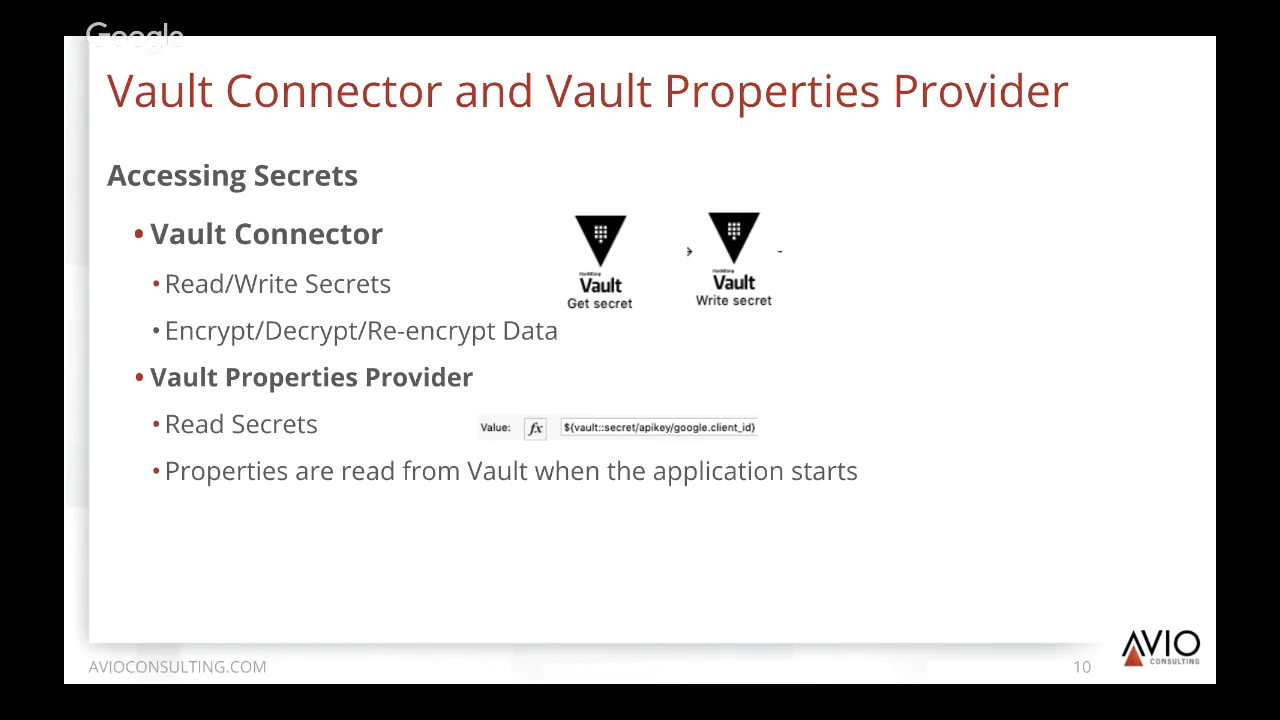 Google
Vault Connector and Vault Properties Provider
Accessing Secrets
• Vault Connector
• Read/Write Secrets
• Encrypt/Decrypt/Re-encrypt Data
HashiCorp
Vault
Get secret
HashiCorp
Vault
Write secret
• Vault Properties Provider
• Read Secrets
Value: fx ${vault::secret/apikey/google.client_id}
• Properties are read from Vault when the application starts
AVIOCONSULTING.COM
10
AVIO
CONSULTING